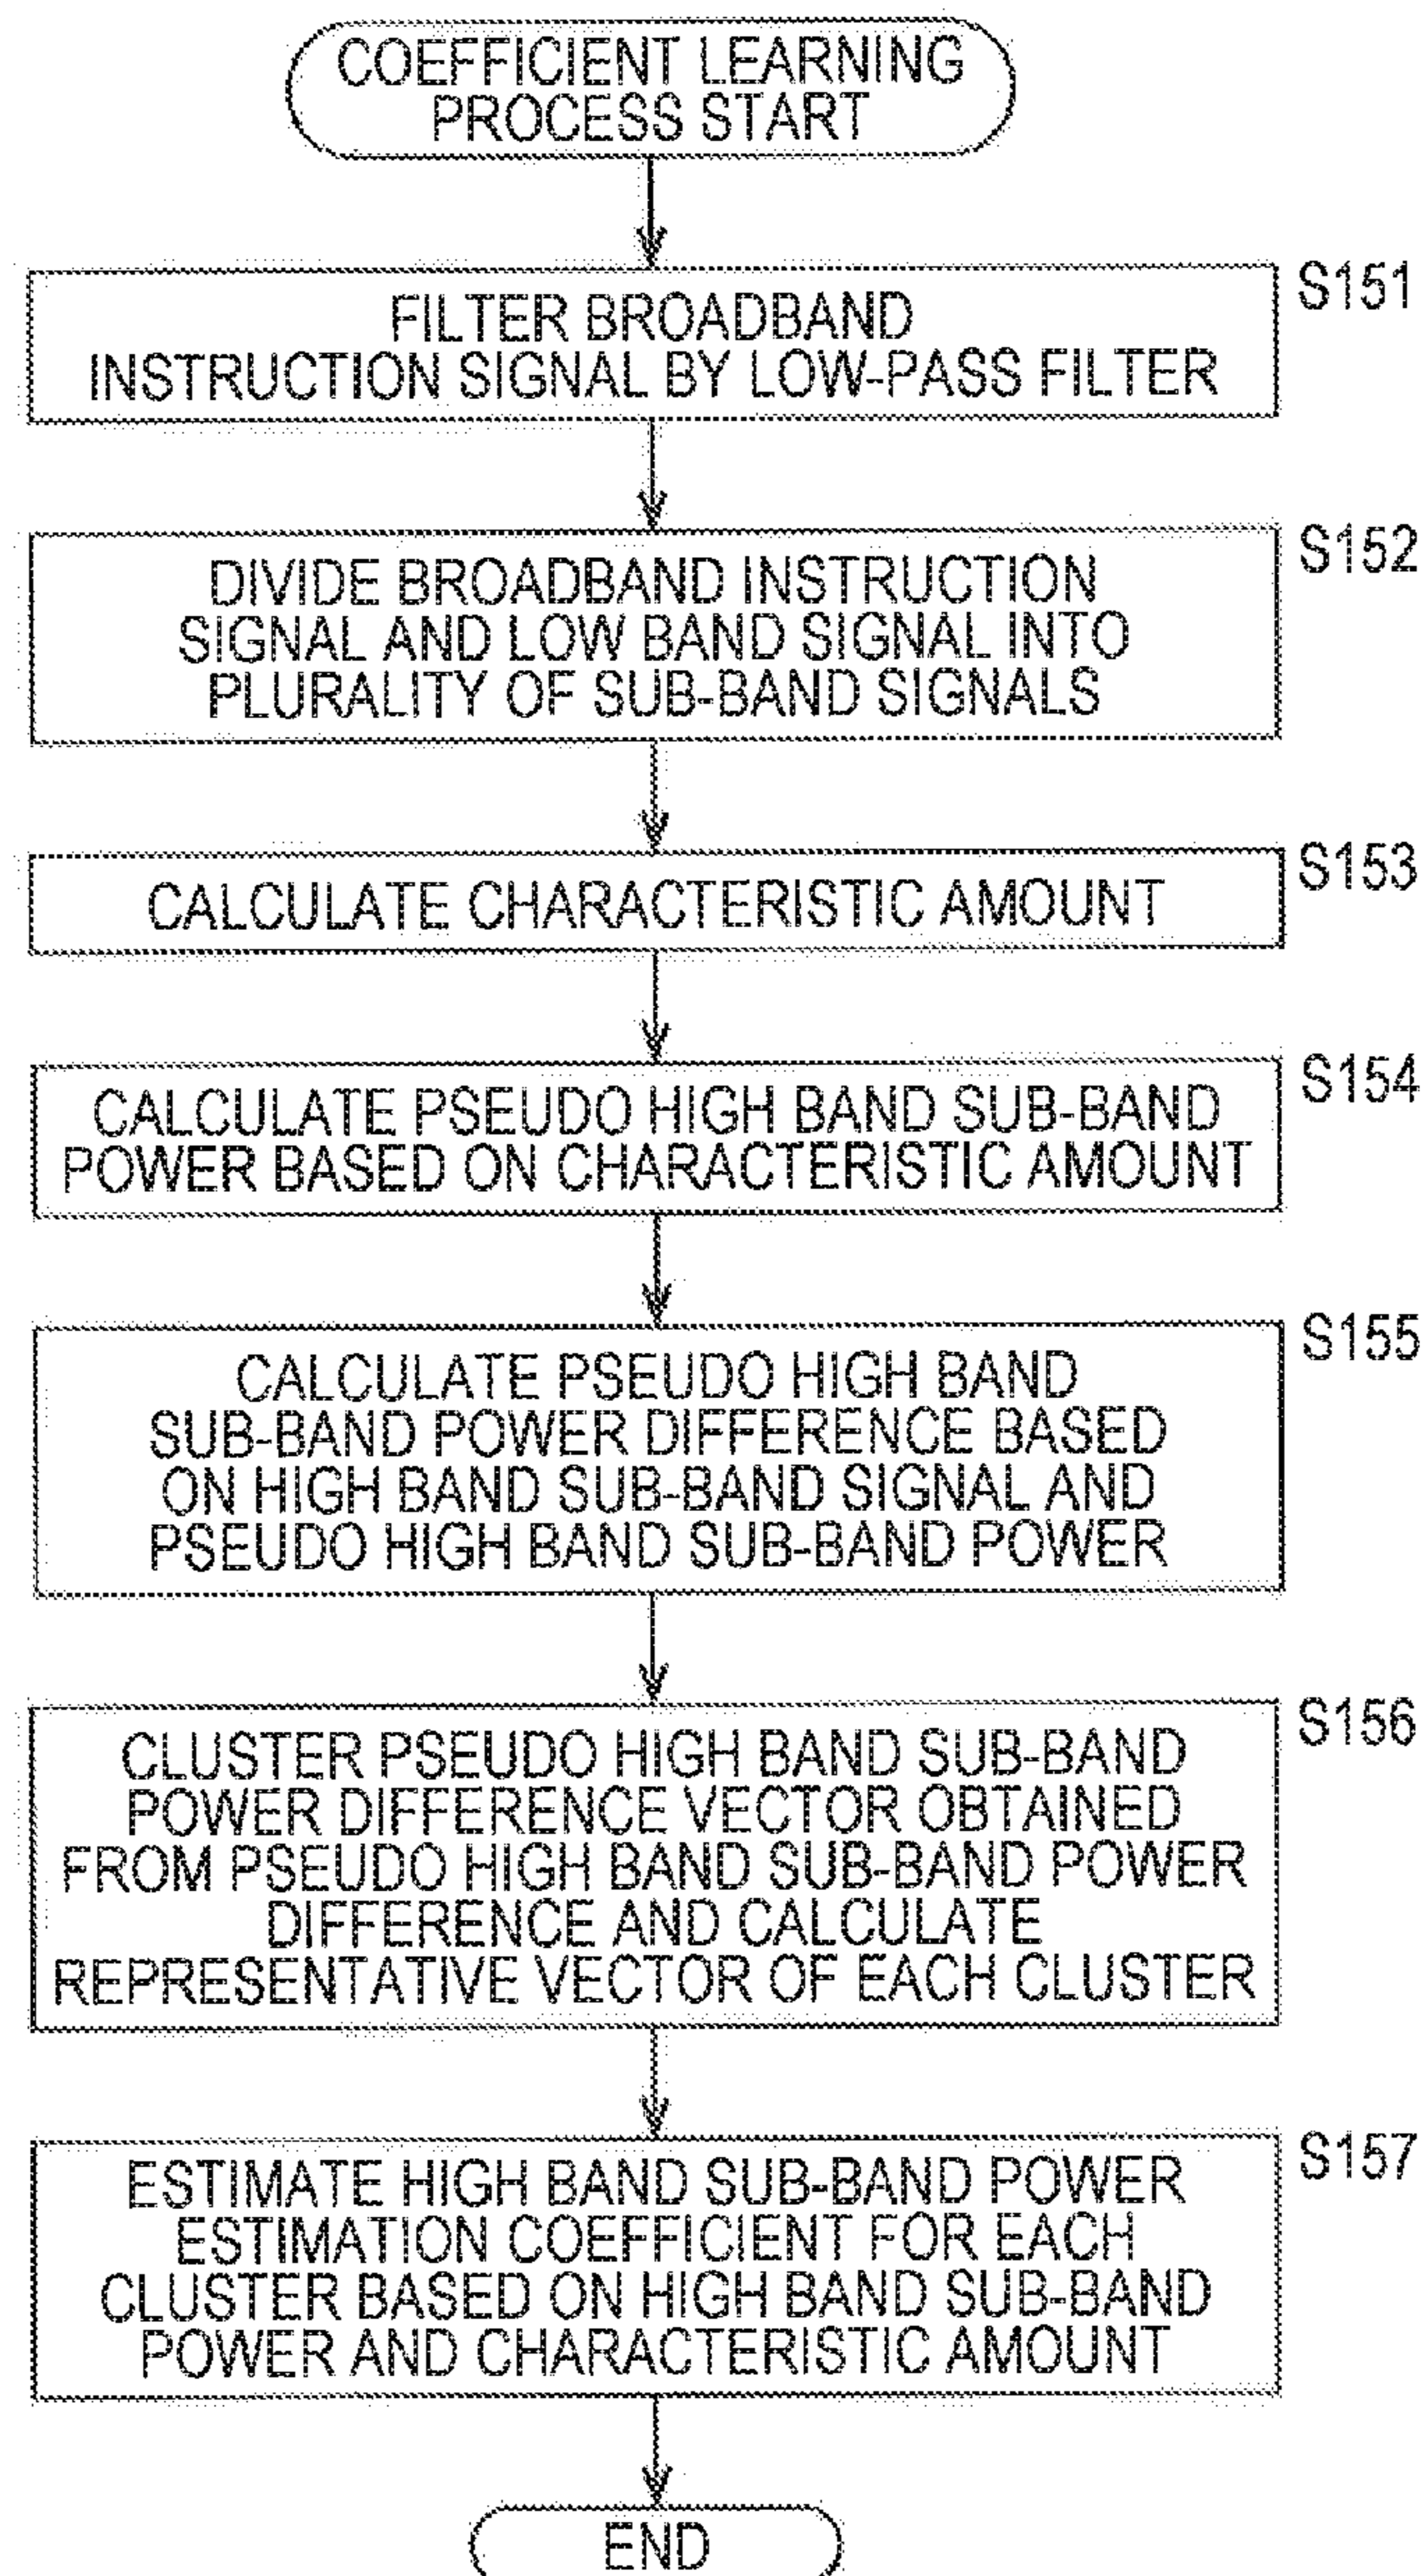 COEFFICIENT LEARNING
PROCESS START
S151
FILTER BROADBAND
INSTRUCTION SIGNAL BY LOW-PASS FILTER
S152
DIVIDE BROADBAND INSTRUCTION
SIGNAL AND LOW BAND SIGNAL INTO
PLURALITY OF SUB-BAND SIGNALS
S153
CALCULATE CHARACTERISTIC AMOUNT
S154
CALCULATE PSEUDO HIGH BAND SUB-BAND
POWER BASED ON CHARACTERISTIC AMOUNT
S155
CALCULATE PSEUDO HIGH BAND
SUB-BAND POWER DIFFERENCE BASED
ON HIGH BAND SUB-BAND SIGNAL AND
PSEUDO HIGH BAND SUB-BAND POWER
S156
CLUSTER PSEUDO HIGH BAND SUB-BAND
POWER DIFFERENCE VECTOR OBTAINED
FROM PSEUDO HIGH BAND SUB-BAND POWER
DIFFERENCE AND CALCULATE
REPRESENTATIVE VECTOR OF EACH CLUSTER
S157
ESTIMATE HIGH BAND SUB-BAND POWER
ESTIMATION COEFFICIENT FOR EACH
CLUSTER BASED ON HIGH BAND SUB-BAND
POWER AND CHARACTERISTIC AMOUNT
END